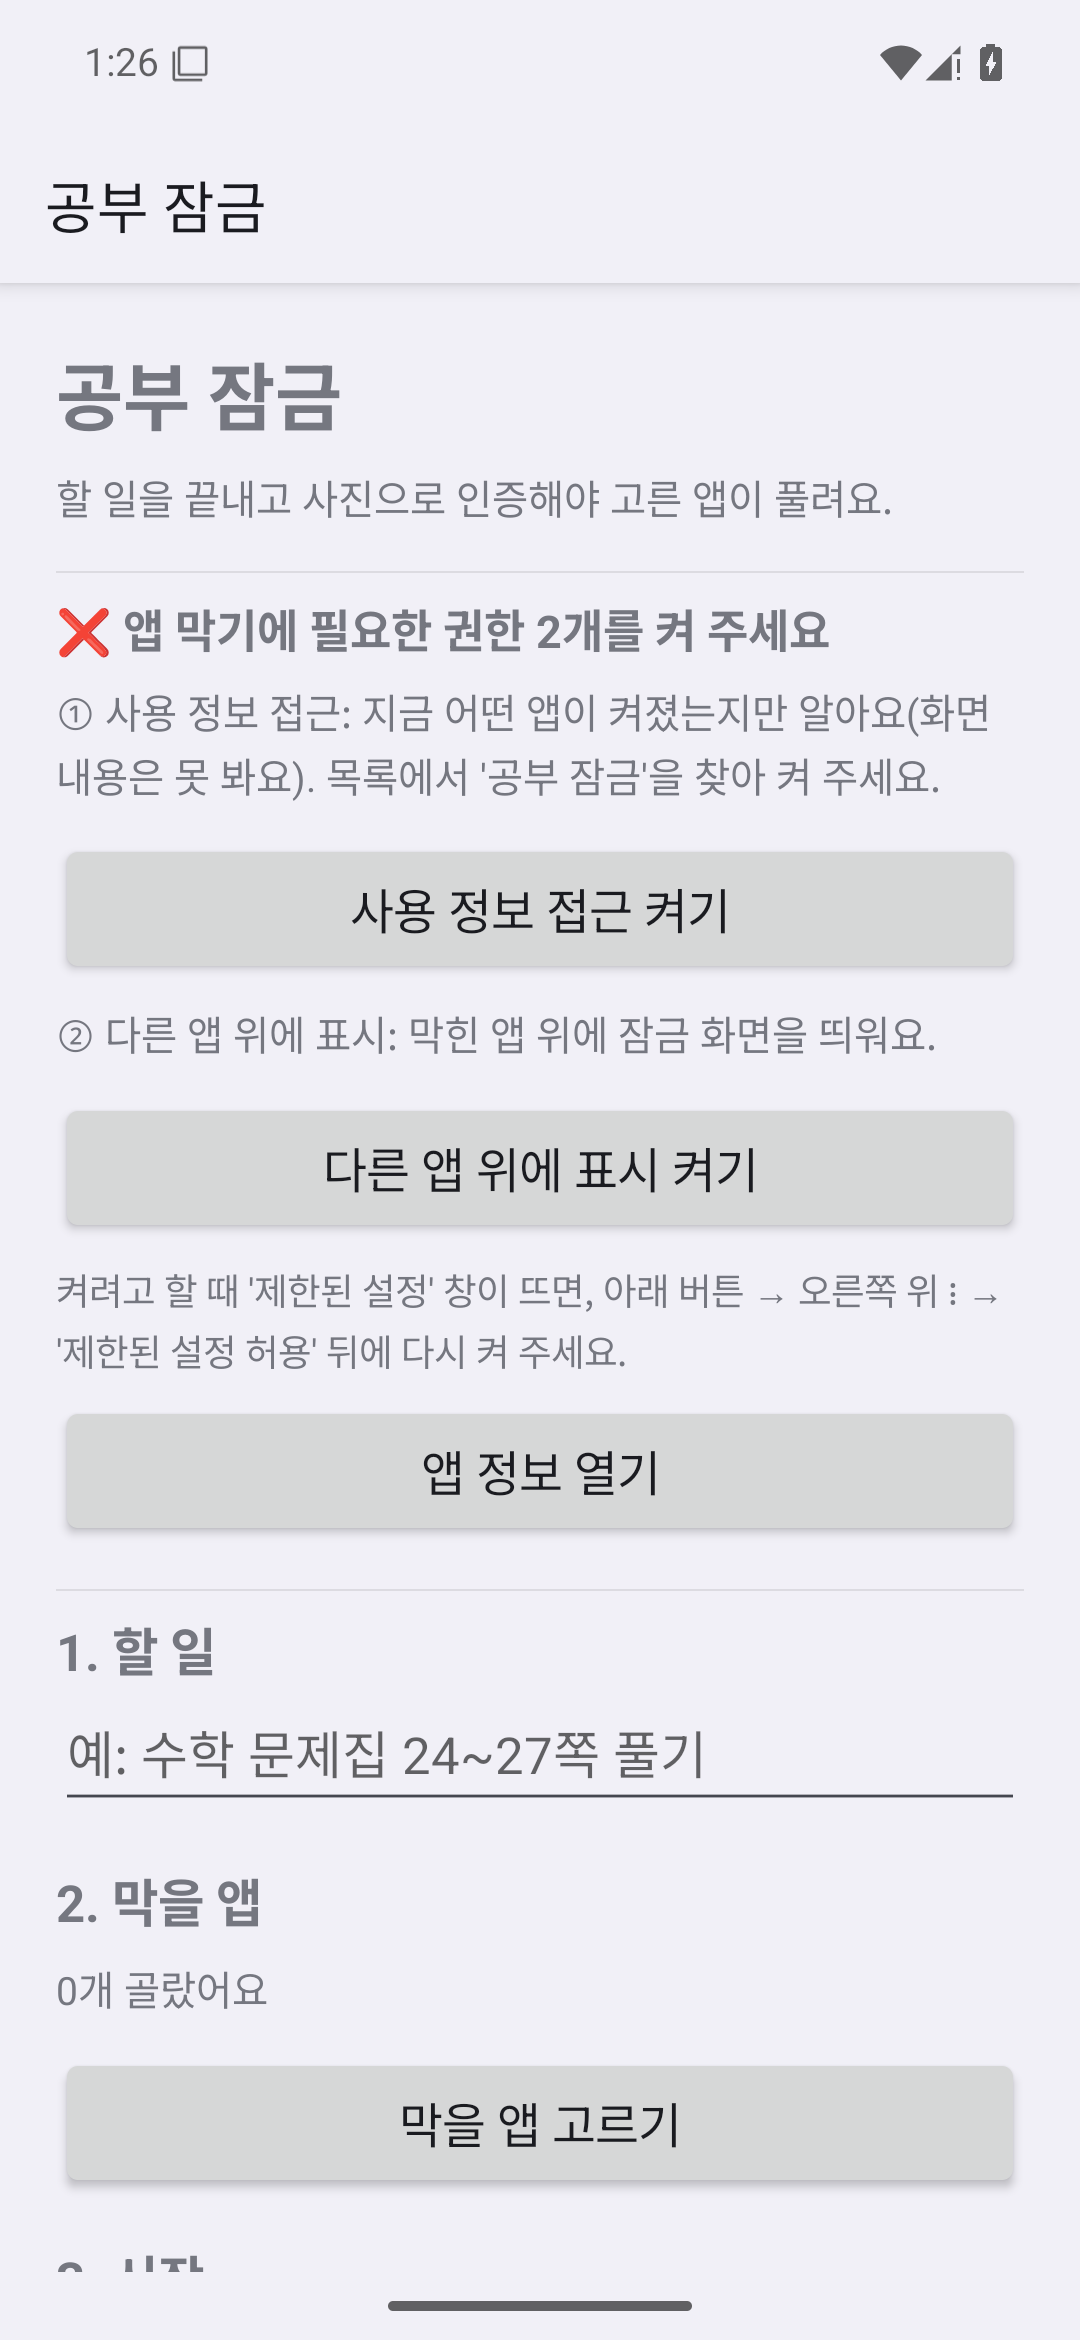 1:26
공부 잠금
공부 잠금
할 일을 끝내고 사진으로 인증해야 고른 앱이 풀려요.
❌ 앱 막기에 필요한 권한 2개를 켜 주세요
① 사용 정보 접근: 지금 어떤 앱이 켜졌는지만 알아요(화면
내용은 못 봐요). 목록에서 '공부 잠금'을 찾아 켜 주세요.
사용 정보 접근 켜기
② 다른 앱 위에 표시: 막힌 앱 위에 잠금 화면을 띄워요.
다른 앱 위에 표시 켜기
켜려고 할 때 '제한된 설정' 창이 뜨면, 아래 버튼 → 오른쪽 위 ⋮ →
'제한된 설정 허용' 뒤에 다시 켜 주세요.
앱 정보 열기
1. 할 일
예: 수학 문제집 24~27쪽 풀기
2. 막을 앱
0개 골랐어요
막을 앱 고르기